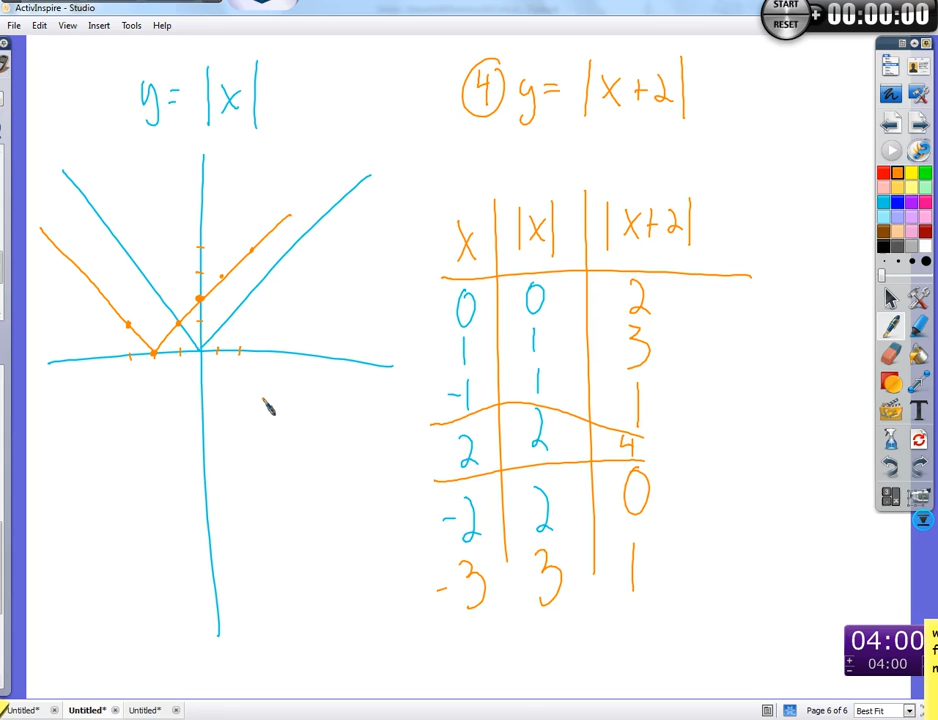 ActivInspire - Studio
File Edit View Insert Tools Help
START
RESET
+ 00:00:00
y = |x|
④ y = |x+2|
x |x| |x+2|
0 0 2
1 1 3
-1 1 1
2 2 4
-2 2 0
-3 3 1
T
04:00
+ 04:00
-
w
f
n
Untitled* Untitled* Untitled* Page 6 of 6 Best Fit